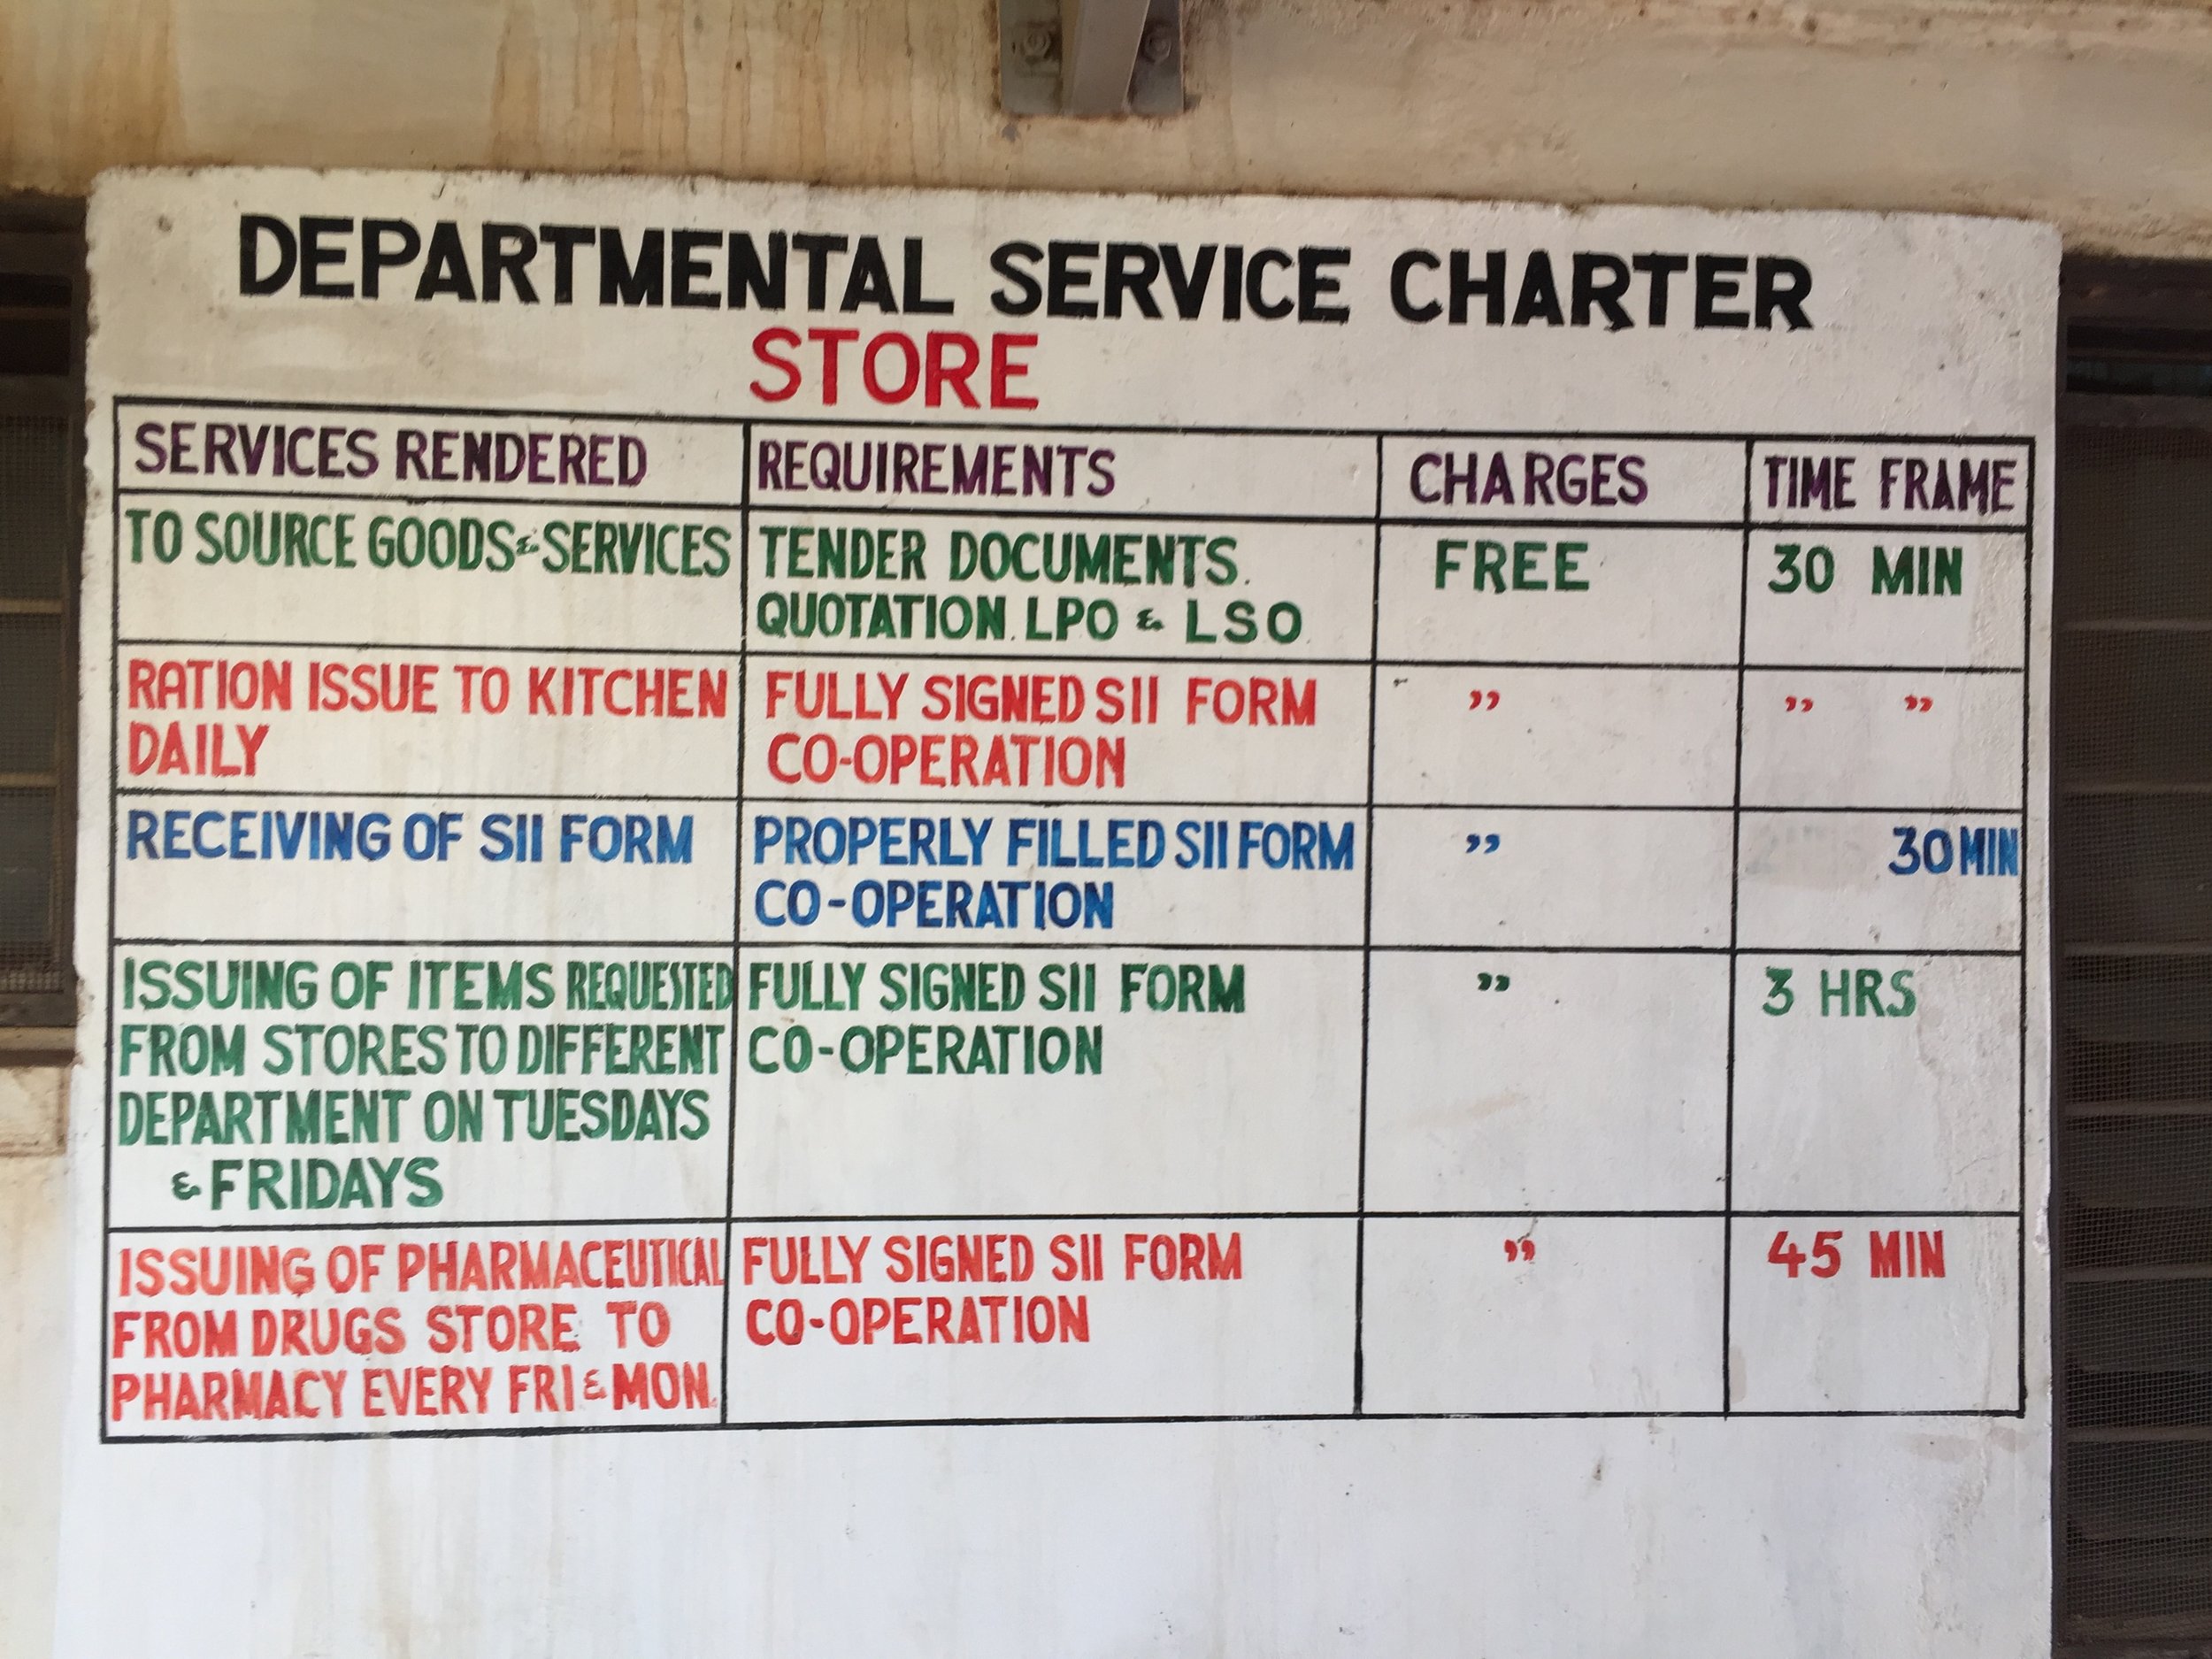 DEPARTMENTAL SERVICE CHARTER
STORE
SERVICES RENDERED REQUIREMENTS CHARGES TIME FRAME
TO SOURCE GOODS & SERVICES TENDER DOCUMENTS. FREE 30 MIN
QUOTATION. LPO & LSO
RATION ISSUE TO KITCHEN FULLY SIGNED SII FORM " " "
DAILY CO-OPERATION
RECEIVING OF SII FORM PROPERLY FILLED SII FORM " 30 MIN
CO-OPERATION
ISSUING OF ITEMS REQUESTED FULLY SIGNED SII FORM " 3 HRS
FROM STORES TO DIFFERENT CO-OPERATION
DEPARTMENT ON TUESDAYS
& FRIDAYS
ISSUING OF PHARMACEUTICAL FULLY SIGNED SII FORM " 45 MIN
FROM DRUGS STORE TO CO-OPERATION
PHARMACY EVERY FRI & MON.